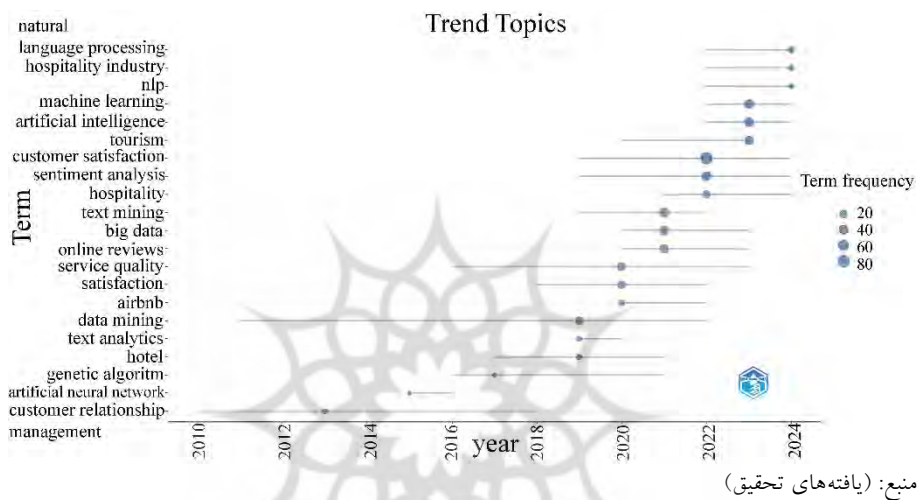 Trend Topics
natural
language processing
hospitality industry
nlp
machine learning
artificial intelligence
tourism
customer satisfaction
sentiment analysis
hospitality
text mining
big data
online reviews
service quality
satisfaction
airbnb
data mining
text analytics
hotel
genetic algoritm
artificial neural network
customer relationship
management
Term
Term frequency
20
40
60
80
2010
2012
2014
2016
2018
2020
2022
2024
year
منبع: (یافته‌های تحقیق)